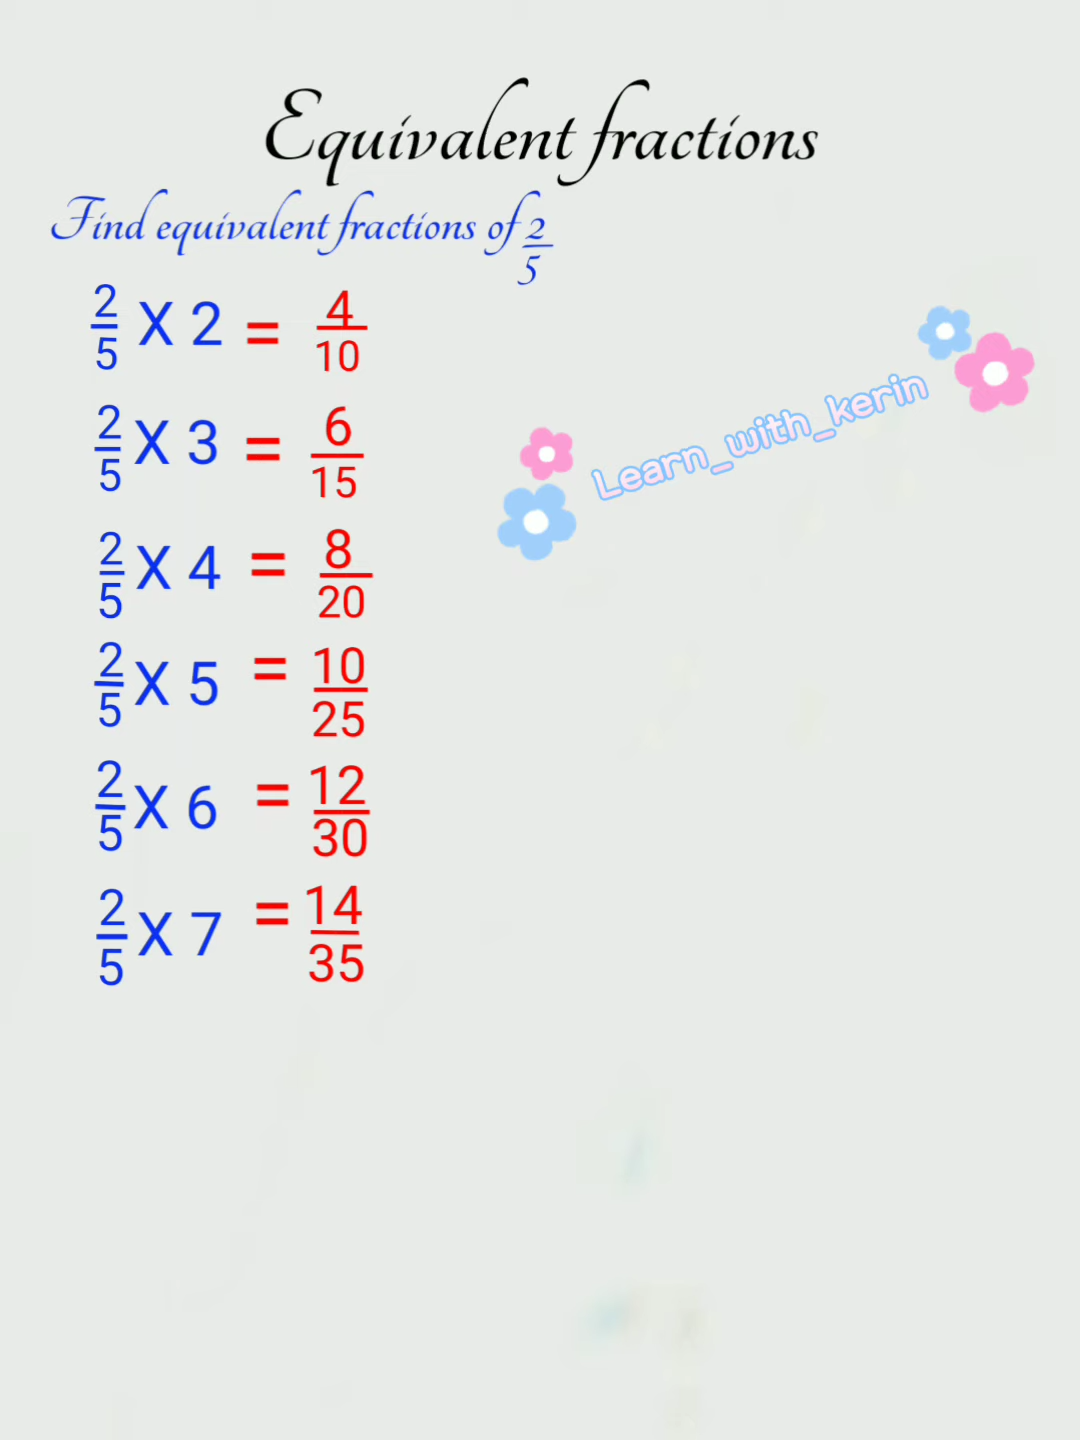 Equivalent fractions
Find equivalent fractions of 2/5
2/5 X 2 = 4/10
2/5 X 3 = 6/15
Learn_with_kerin
2/5 X 4 = 8/20
2/5 X 5 = 10/25
2/5 X 6 = 12/30
2/5 X 7 = 14/35